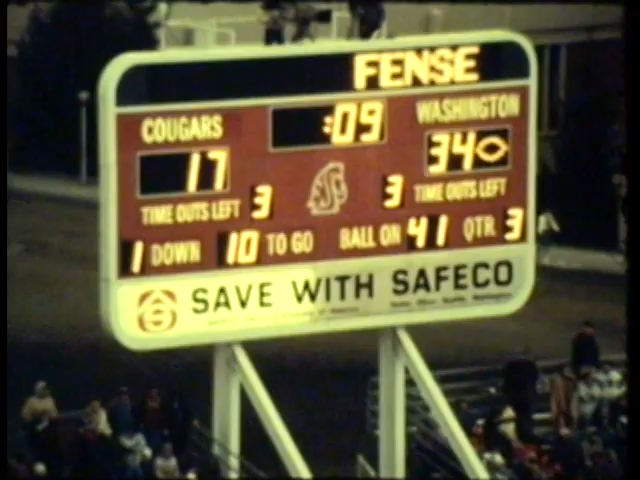 FENSE
COUGARS :09 WASHINGTON
17 34
TIME OUTS LEFT 3 3 TIME OUTS LEFT
1 DOWN 10 TO GO BALL ON 41 QTR. 3
SAVE WITH SAFECO